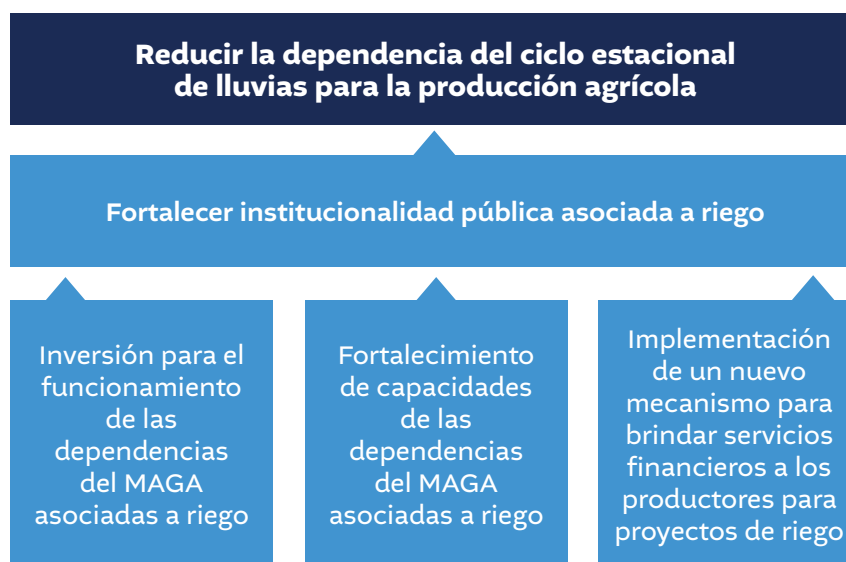 Reducir la dependencia del ciclo estacional
de lluvias para la producción agrícola
Fortalecer institucionalidad pública asociada a riego
Inversión para el
funcionamiento
de las
dependencias
del MAGA
asociadas a riego
Fortalecimiento
de capacidades
de las
dependencias
del MAGA
asociadas a riego
Implementación
de un nuevo
mecanismo para
brindar servicios
financieros a los
productores para
proyectos de riego